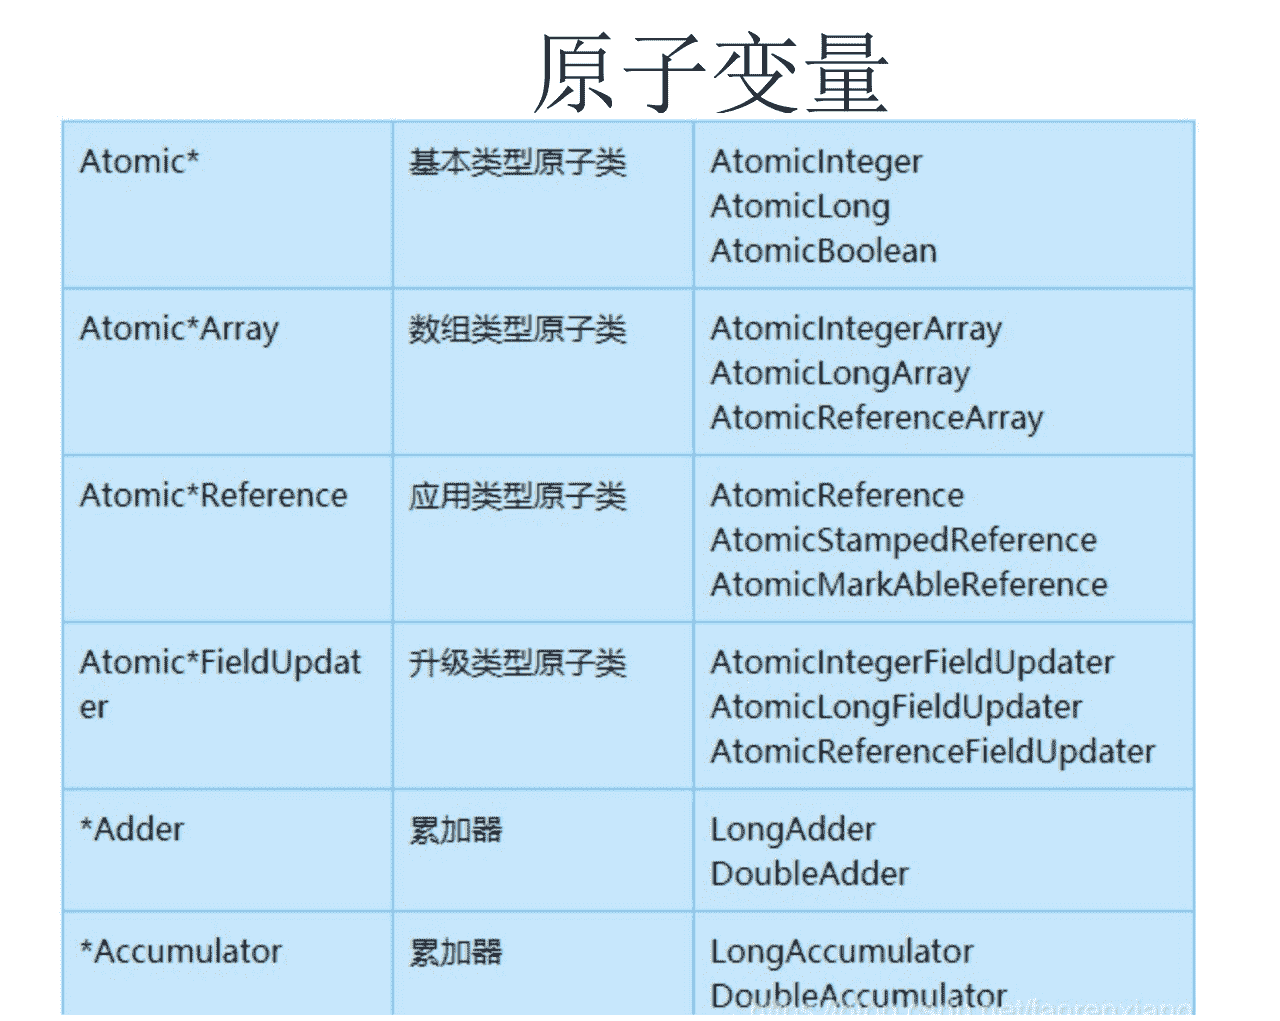 原子变量
Atomic*
基本类型原子类
AtomicInteger
AtomicLong
AtomicBoolean
Atomic*Array
数组类型原子类
AtomicIntegerArray
AtomicLongArray
AtomicReferenceArray
Atomic*Reference
应用类型原子类
AtomicReference
AtomicStampedReference
AtomicMarkAbleReference
Atomic*FieldUpdat
er
升级类型原子类
AtomicIntegerFieldUpdater
AtomicLongFieldUpdater
AtomicReferenceFieldUpdater
*Adder
累加器
LongAdder
DoubleAdder
*Accumulator
累加器
LongAccumulator
DoubleAccumulator